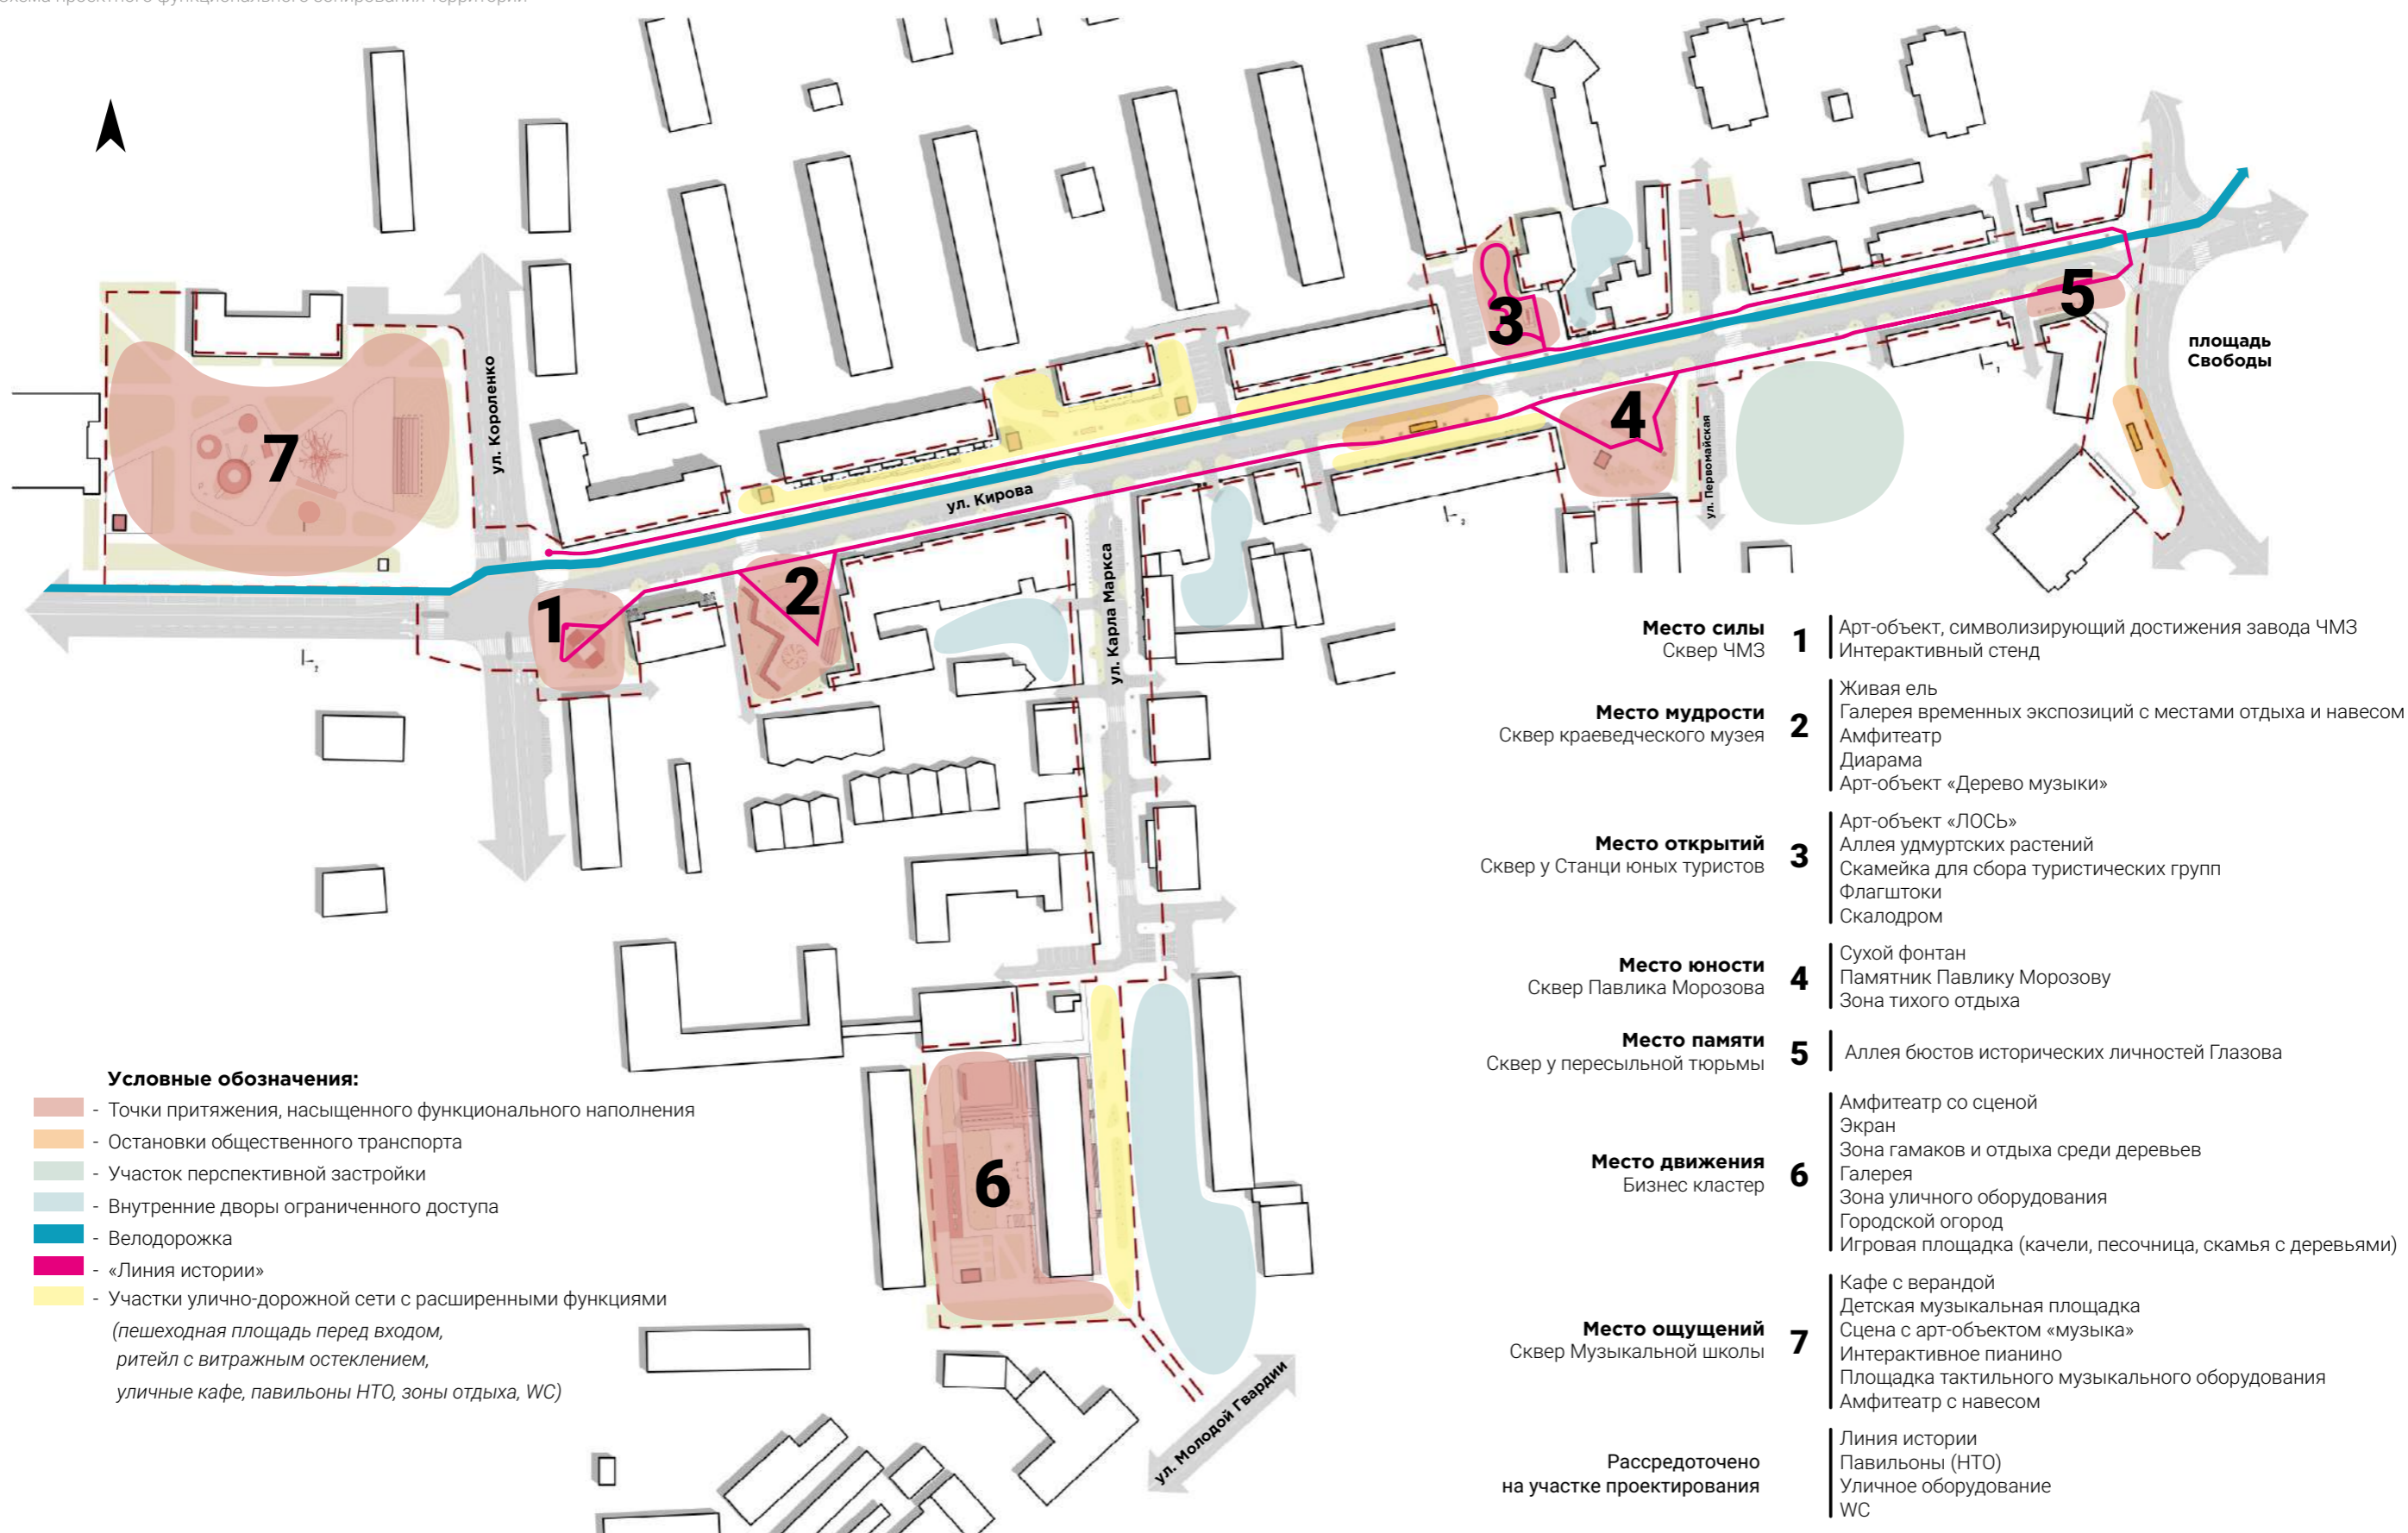 схема проектного функционального зонирования территории
ул. Короленко
7
ул. Кирова
1
2
3
4
5
6
ул. Карла Маркса
ул. Первомайская
площадь
Свободы
ул. Молодой Гвардии
Место силы
Сквер ЧМЗ
1
Арт-объект, символизирующий достижения завода ЧМЗ
Интерактивный стенд
Место мудрости
Сквер краеведческого музея
2
Живая ель
Галерея временных экспозиций с местами отдыха и навесом
Амфитеатр
Диарама
Арт-объект «Дерево музыки»
Место открытий
Сквер у Станци юных туристов
3
Арт-объект «ЛОСЬ»
Аллея удмуртских растений
Скамейка для сбора туристических групп
Флагштоки
Скалодром
Место юности
Сквер Павлика Морозова
4
Сухой фонтан
Памятник Павлику Морозову
Зона тихого отдыха
Место памяти
Сквер у пересыльной тюрьмы
5
Аллея бюстов исторических личностей Глазова
Место движения
Бизнес кластер
6
Амфитеатр со сценой
Экран
Зона гамаков и отдыха среди деревьев
Галерея
Зона уличного оборудования
Городской огород
Игровая площадка (качели, песочница, скамья с деревьями)
Место ощущений
Сквер Музыкальной школы
7
Кафе с верандой
Детская музыкальная площадка
Сцена с арт-объектом «музыка»
Интерактивное пианино
Площадка тактильного музыкального оборудования
Амфитеатр с навесом
Рассредоточено
на участке проектирования
Линия истории
Павильоны (НТО)
Уличное оборудование
WC
Условные обозначения:
- Точки притяжения, насыщенного функционального наполнения
- Остановки общественного транспорта
- Участок перспективной застройки
- Внутренние дворы ограниченного доступа
- Велодорожка
- «Линия истории»
- Участки улично-дорожной сети с расширенными функциями
(пешеходная площадь перед входом,
ритейл с витражным остеклением,
уличные кафе, павильоны НТО, зоны отдыха, WC)